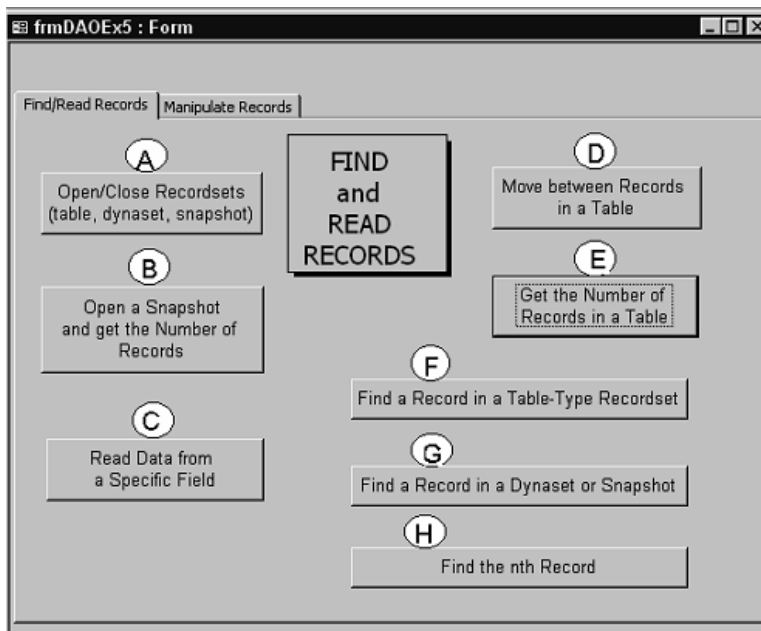 frmDAOEx5 : Form
Find/Read Records
Manipulate Records
A
Open/Close Recordsets
(table, dynaset, snapshot)
B
Open a Snapshot
and get the Number of
Records
C
Read Data from
a Specific Field
FIND
and
READ
RECORDS
D
Move between Records
in a Table
E
Get the Number of
Records in a Table
F
Find a Record in a Table-Type Recordset
G
Find a Record in a Dynaset or Snapshot
H
Find the nth Record